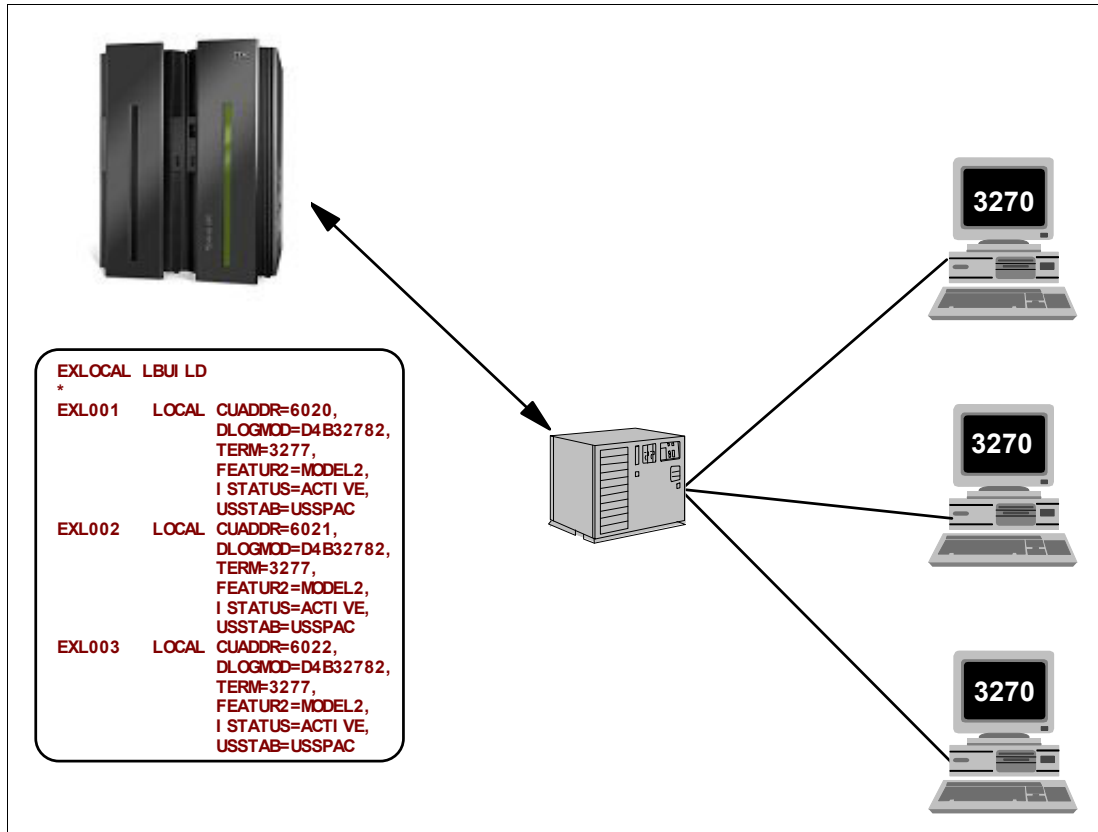 EXLOCAL LBUILD
*
EXL001 LOCAL CUADDR=6020,
DLOGMOD=D4B32782,
TERM=3277,
FEATUR2=MODEL2,
ISTATUS=ACTIVE,
USSTAB=USSPAC
EXL002 LOCAL CUADDR=6021,
DLOGMOD=D4B32782,
TERM=3277,
FEATUR2=MODEL2,
ISTATUS=ACTIVE,
USSTAB=USSPAC
EXL003 LOCAL CUADDR=6022,
DLOGMOD=D4B32782,
TERM=3277,
FEATUR2=MODEL2,
ISTATUS=ACTIVE,
USSTAB=USSPAC
3270
3270
3270